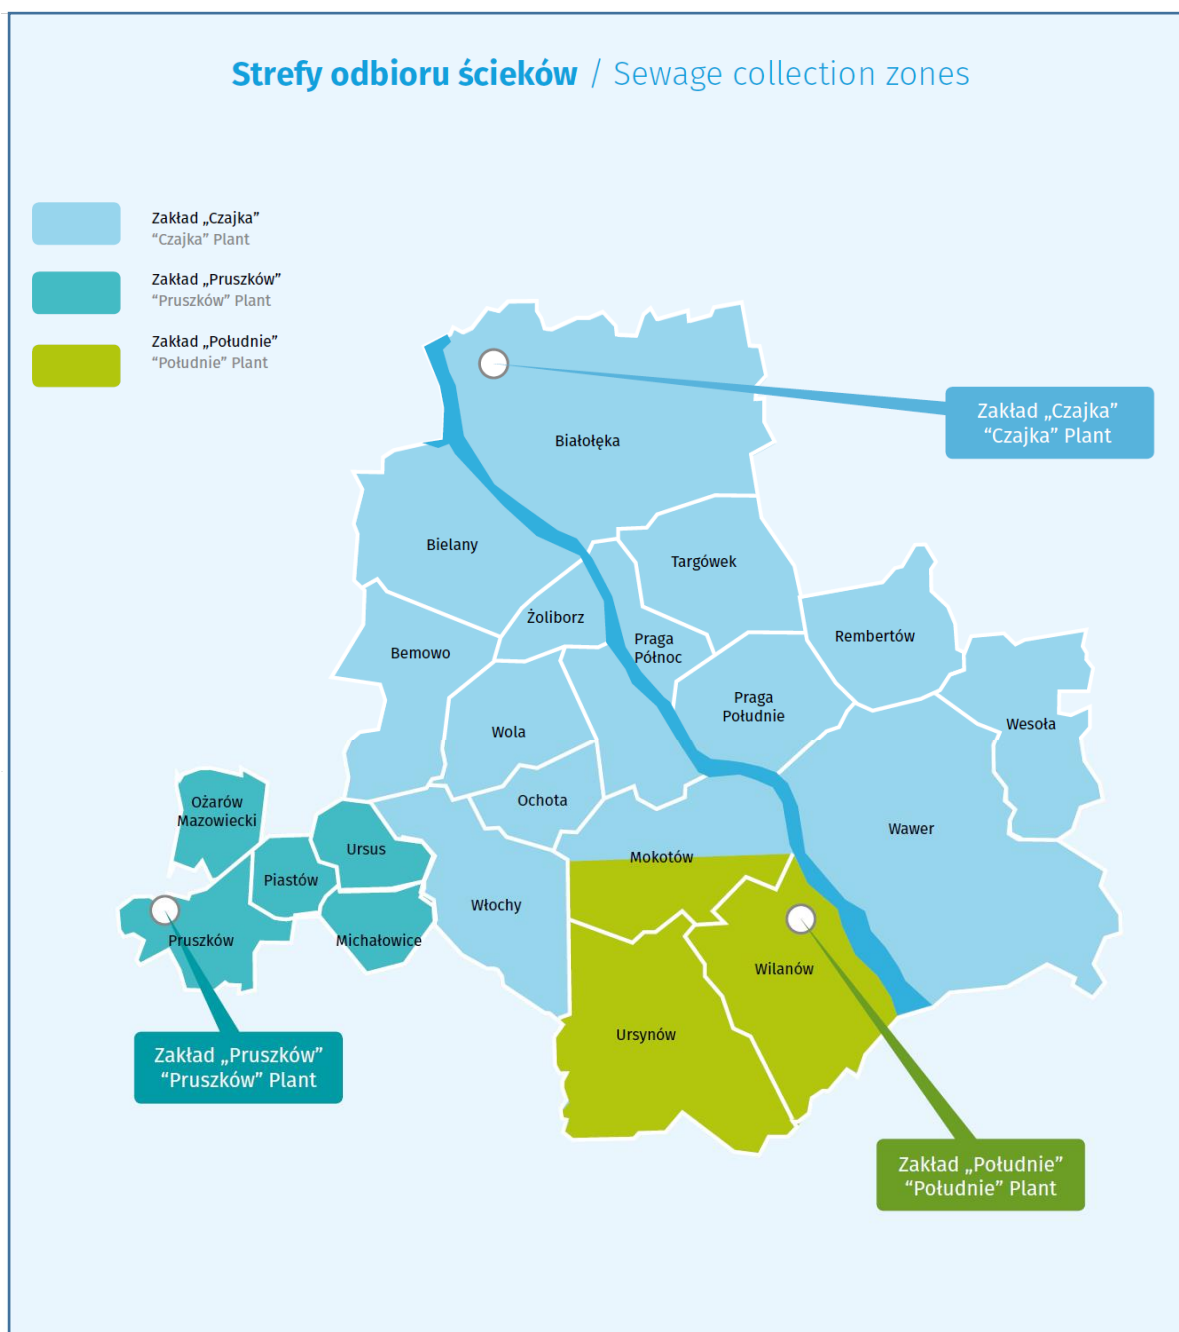 Strefy odbioru ścieków / Sewage collection zones
Zakład „Czajka”
“Czajka” Plant
Zakład „Pruszków”
“Pruszków” Plant
Zakład „Południe”
“Południe” Plant
Zakład „Czajka”
“Czajka” Plant
Białołęka
Bielany
Targówek
Żoliborz
Praga
Północ
Rembertów
Bemowo
Praga
Południe
Wesoła
Wola
Ochota
Ożarów
Mazowiecki
Wawer
Ursus
Mokotów
Piastów
Włochy
Pruszków
Michałowice
Wilanów
Ursynów
Zakład „Pruszków”
“Pruszków” Plant
Zakład „Południe”
“Południe” Plant